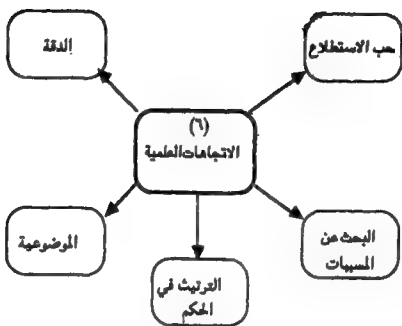 حب الاستطلاع
الدقة
(٦)
الاتجاهات العلمية
البحث عن
المسببات
الموضوعية
التريث في
الحكم